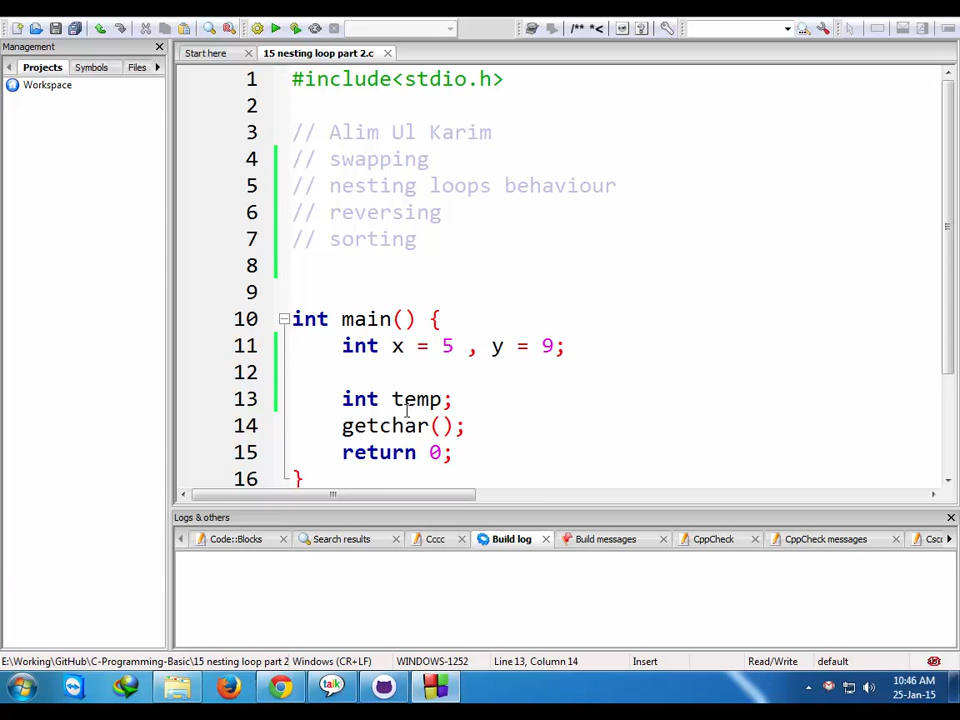 Management
Projects
Symbols
Files
Workspace
Start here
15 nesting loop part 2.c
1 #include<stdio.h>
2
3 // Alim Ul Karim
4 // swapping
5 // nesting loops behaviour
6 // reversing
7 // sorting
8
9
10 int main() {
11 int x = 5 , y = 9;
12
13 int temp;
14 getchar();
15 return 0;
16 }
Logs & others
Code::Blocks
Search results
Cccc
Build log
Build messages
CppCheck
CppCheck messages
Csco
E:\Working\GitHub\C-Programming-Basic\15 nesting loop part 2
Windows (CR+LF)
WINDOWS-1252
Line 13, Column 14
Insert
Read/Write
default
talk
10:46 AM
25-Jan-15